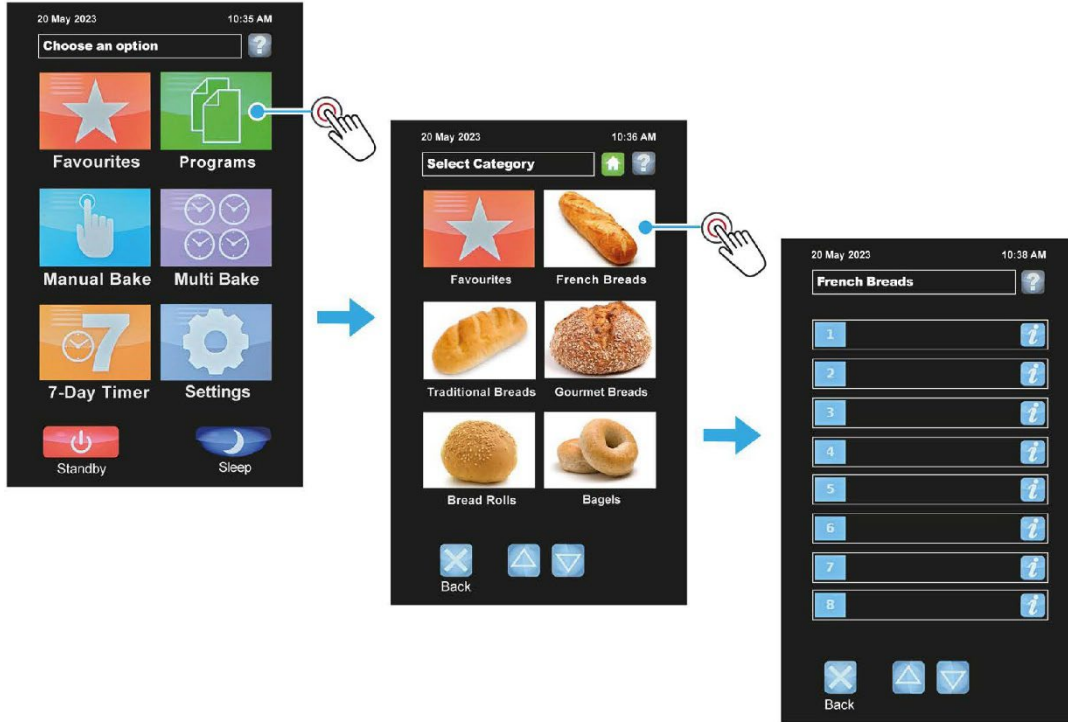 20 May 2023 10:35 AM
Choose an option ?
Favourites Programs
Manual Bake Multi Bake
7
7-Day Timer Settings
Standby Sleep
20 May 2023 10:36 AM
Select Category ?
Favourites French Breads
Traditional Breads Gourmet Breads
Bread Rolls Bagels
Back
20 May 2023 10:38 AM
French Breads ?
1 i
2 i
3 i
4 i
5 i
6 i
7 i
8 i
Back